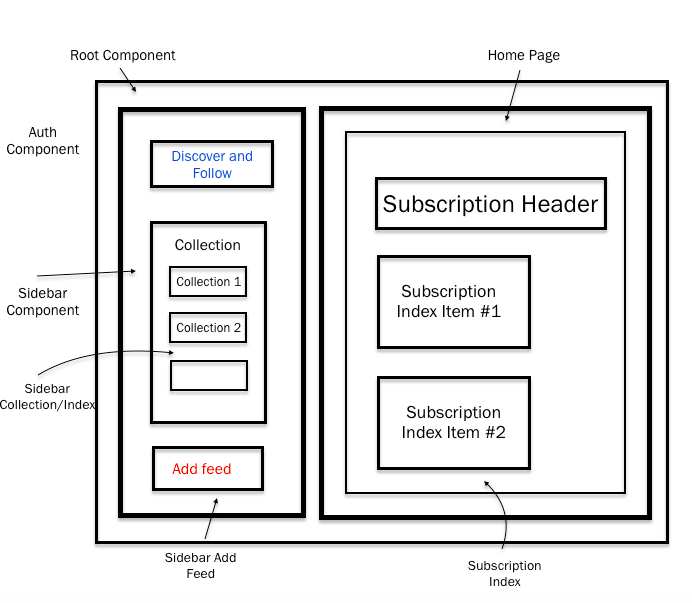 Root Component
Home Page
Auth
Component
Discover and
Follow
Collection
Collection 1
Collection 2
Add feed
Subscription Header
Subscription
Index Item #1
Subscription
Index Item #2
Sidebar
Component
Sidebar
Collection/Index
Sidebar Add
Feed
Subscription
Index